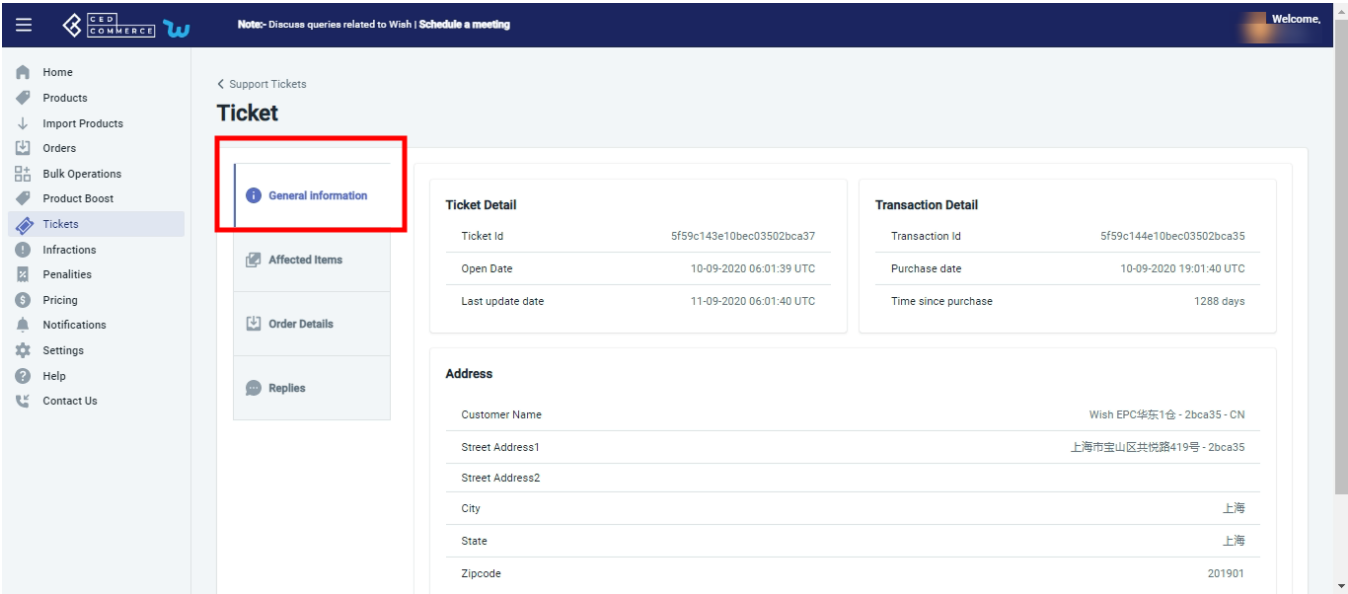 CED COMMERCE
Note:- Discuss queries related to Wish | Schedule a meeting
Welcome,
Home
Products
Import Products
Orders
Bulk Operations
Product Boost
Tickets
Infractions
Penalities
Pricing
Notifications
Settings
Help
Contact Us
Support Tickets
Ticket
General information
Affected Items
Order Details
Replies
Ticket Detail
Ticket Id 5f59c143e10bec03502bca37
Open Date 10-09-2020 06:01:39 UTC
Last update date 11-09-2020 06:01:40 UTC
Transaction Detail
Transaction Id 5f59c144e10bec03502bca35
Purchase date 10-09-2020 19:01:40 UTC
Time since purchase 1288 days
Address
Customer Name Wish EPC华东1仓 - 2bca35 - CN
Street Address1 上海市宝山区共悦路419号 - 2bca35
Street Address2
City 上海
State 上海
Zipcode 201901